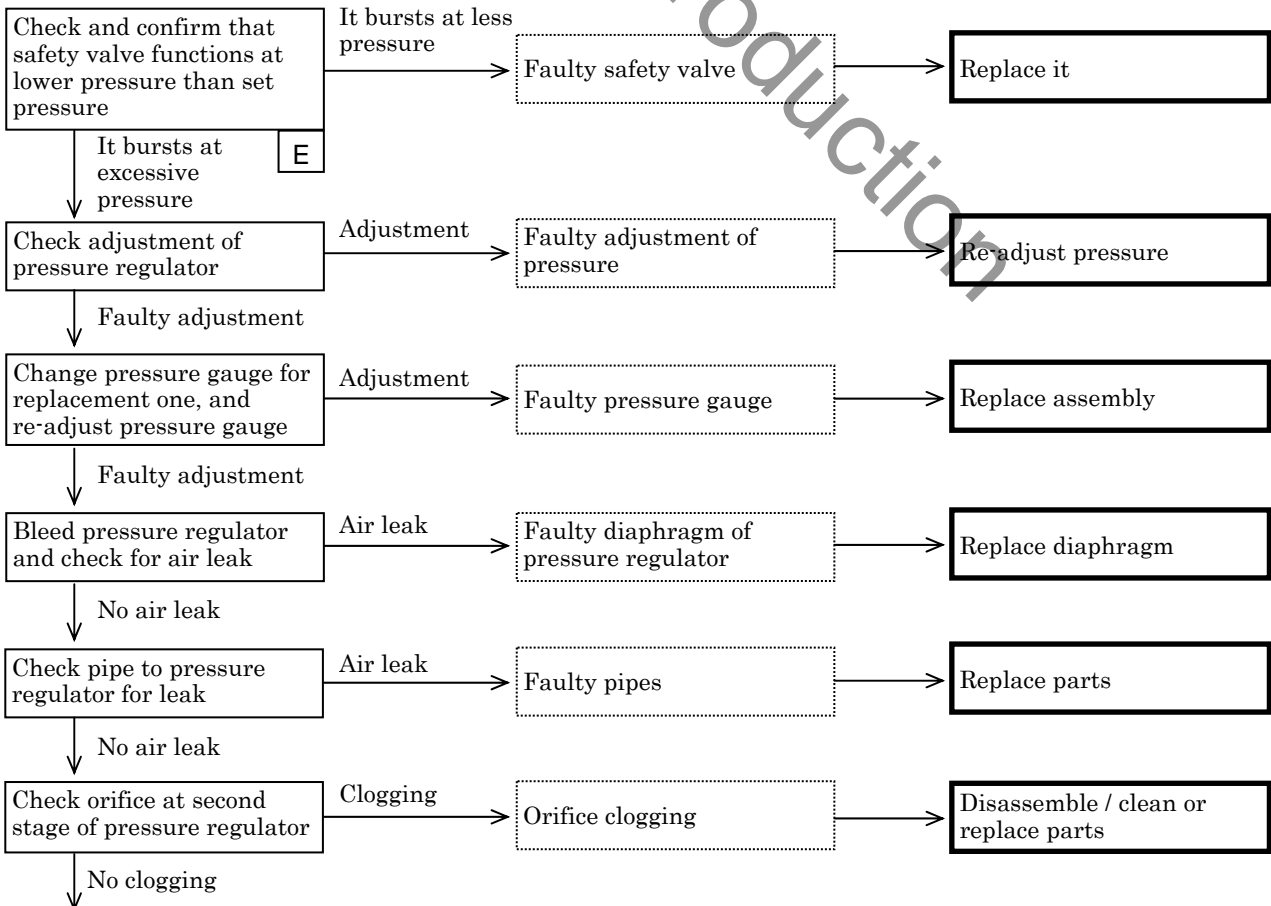 Check and confirm that
safety valve functions at
lower pressure than set
pressure
It bursts at less
pressure
Faulty safety valve
Replace it
E
It bursts at
excessive
pressure
Check adjustment of
pressure regulator
Adjustment
Faulty adjustment of
pressure
Re-adjust pressure
Faulty adjustment
Change pressure gauge for
replacement one, and
re-adjust pressure gauge
Adjustment
Faulty pressure gauge
Replace assembly
Faulty adjustment
Bleed pressure regulator
and check for air leak
Air leak
Faulty diaphragm of
pressure regulator
Replace diaphragm
No air leak
Check pipe to pressure
regulator for leak
Air leak
Faulty pipes
Replace parts
No air leak
Check orifice at second
stage of pressure regulator
Clogging
Orifice clogging
Disassemble / clean or
replace parts
No clogging